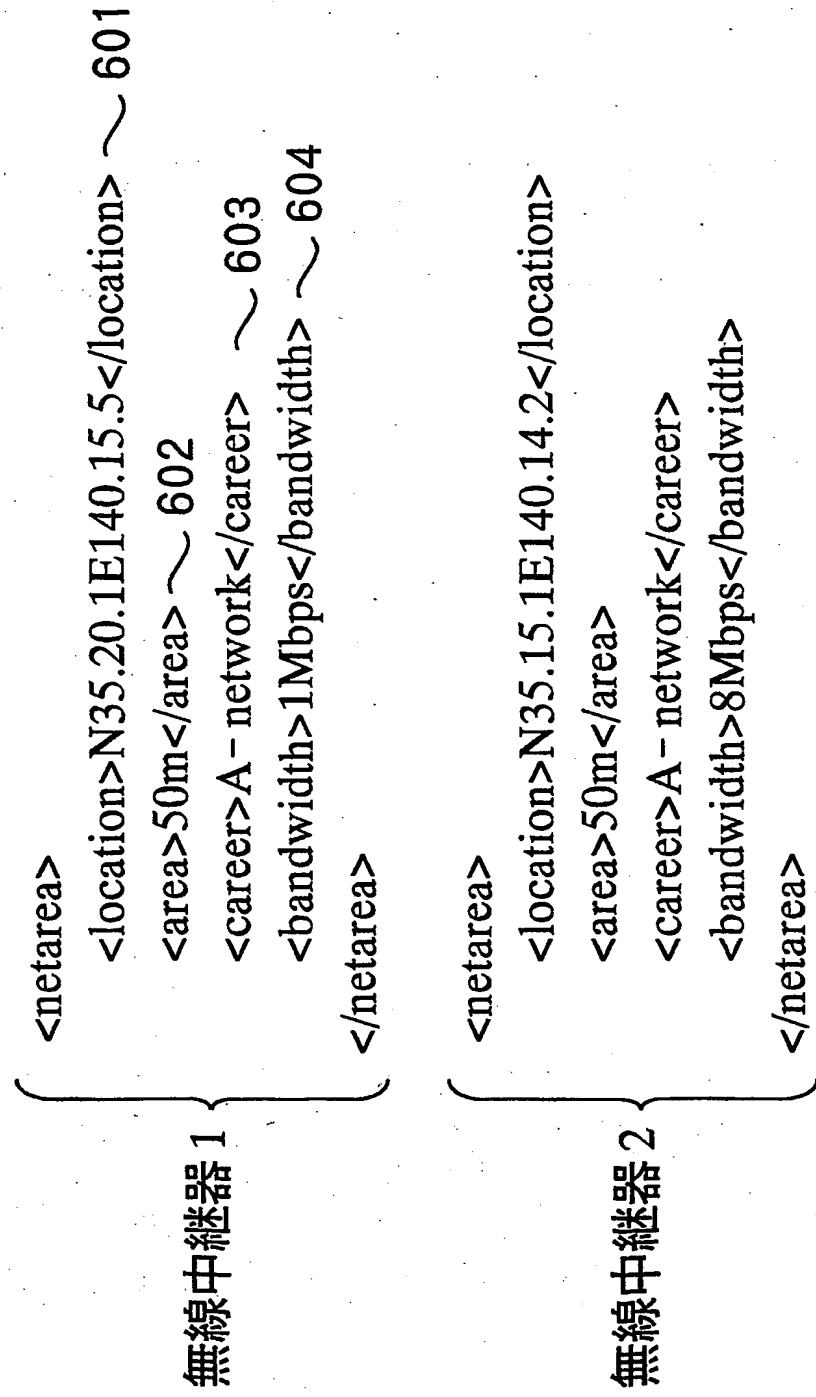 無線中継器 1
<netarea>
<location>N35.20.1E140.15.5</location> ~ 601
<area>50m</area> ~ 602
<career>A-network</career> ~ 603
<bandwidth>1Mbps</bandwidth> ~ 604
</netarea>
無線中継器 2
<netarea>
<location>N35.15.1E140.14.2</location>
<area>50m</area>
<career>A-network</career>
<bandwidth>8Mbps</bandwidth>
</netarea>